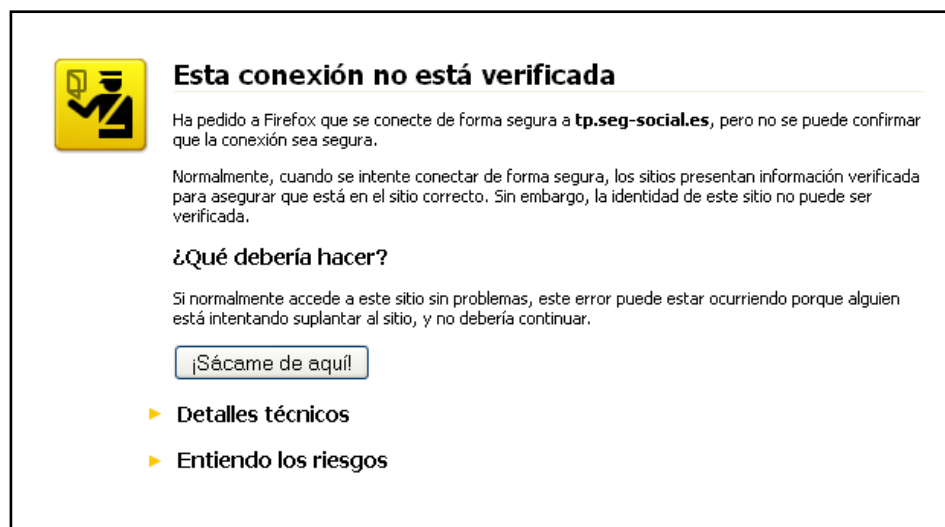 Esta conexión no está verificada
Ha pedido a Firefox que se conecte de forma segura a tp.seg-social.es, pero no se puede confirmar
que la conexión sea segura.
Normalmente, cuando se intente conectar de forma segura, los sitios presentan información verificada
para asegurar que está en el sitio correcto. Sin embargo, la identidad de este sitio no puede ser
verificada.
¿Qué debería hacer?
Si normalmente accede a este sitio sin problemas, este error puede estar ocurriendo porque alguien
está intentando suplantar al sitio, y no debería continuar.
¡Sácame de aquí!
Detalles técnicos
Entiendo los riesgos